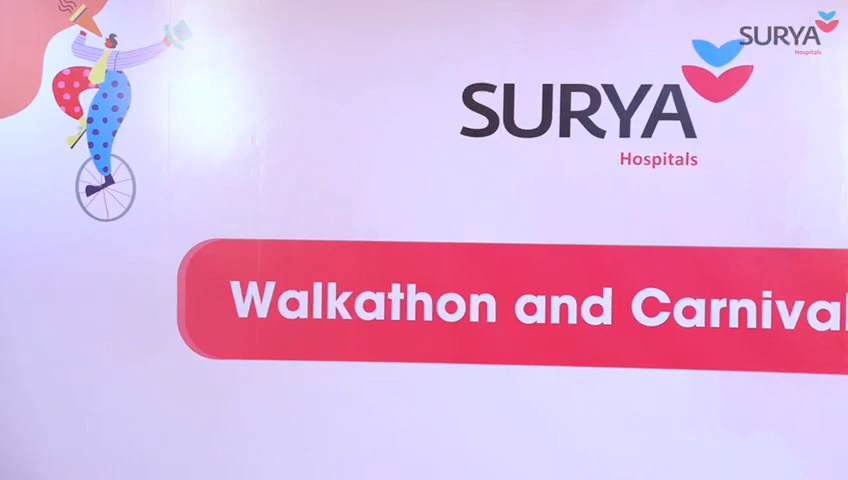 SURYA
Hospitals
SURYA
Hospitals
Walkathon and Carnival